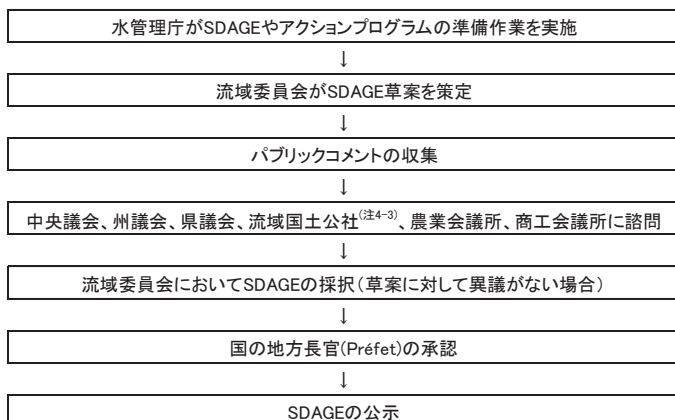 水管理庁がSDAGEやアクションプログラムの準備作業を実施
↓
流域委員会がSDAGE草案を策定
↓
パブリックコメントの収集
↓
中央議会、州議会、県議会、流域国土公社(注4-3)、農業会議所、商工会議所に諮問
↓
流域委員会においてSDAGEの採択(草案に対して異議がない場合)
↓
国の地方長官(Préfet)の承認
↓
SDAGEの公示